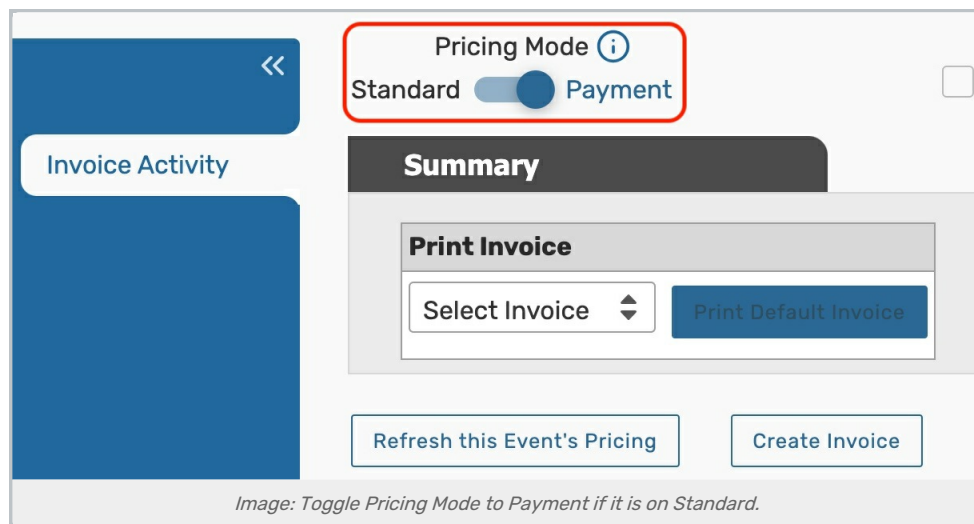 Pricing Mode
Standard Payment
Invoice Activity
Summary
Print Invoice
Select Invoice
Print Default Invoice
Refresh this Event's Pricing
Create Invoice
Image: Toggle Pricing Mode to Payment if it is on Standard.